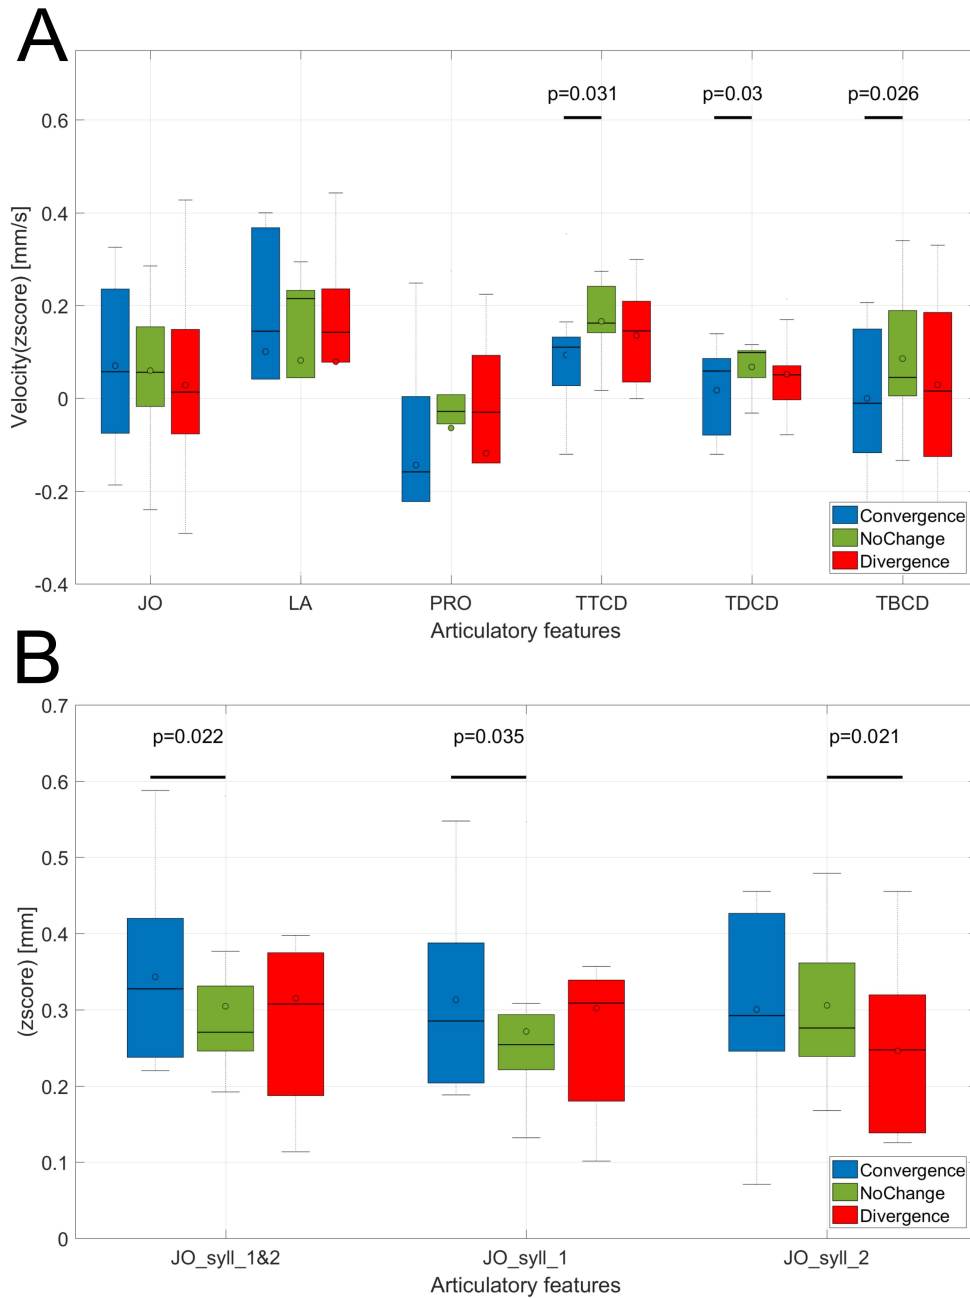 A
p=0.031 p=0.03 p=0.026
Velocity(zscore) [mm/s]
0.6
0.4
0.2
0
-0.2
-0.4
Convergence
NoChange
Divergence
JO LA PRO TTCD TDCD TBCD
Articulatory features
B
0.7
p=0.022 p=0.035 p=0.021
(zscore) [mm]
0.6
0.5
0.4
0.3
0.2
0.1
0
Convergence
NoChange
Divergence
JO_syll_1&2 JO_syll_1 JO_syll_2
Articulatory features